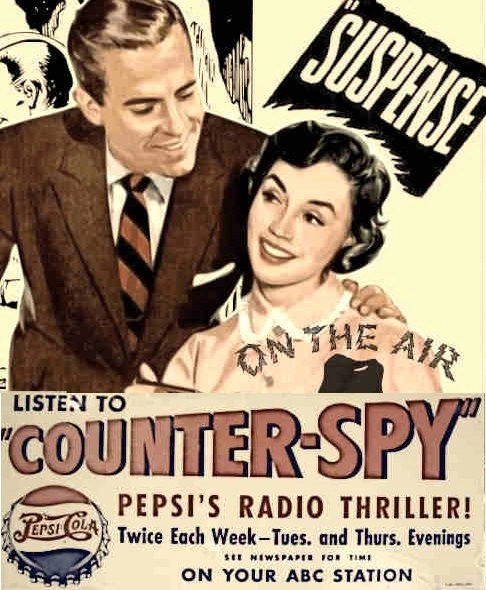 "SUSPENSE
ON THE AIR
LISTEN TO
"COUNTER-SPY"
PEPSI'S RADIO THRILLER!
PEPSI-COLA
Twice Each Week—Tues. and Thurs. Evenings
SEE NEWSPAPER FOR TIME
ON YOUR ABC STATION